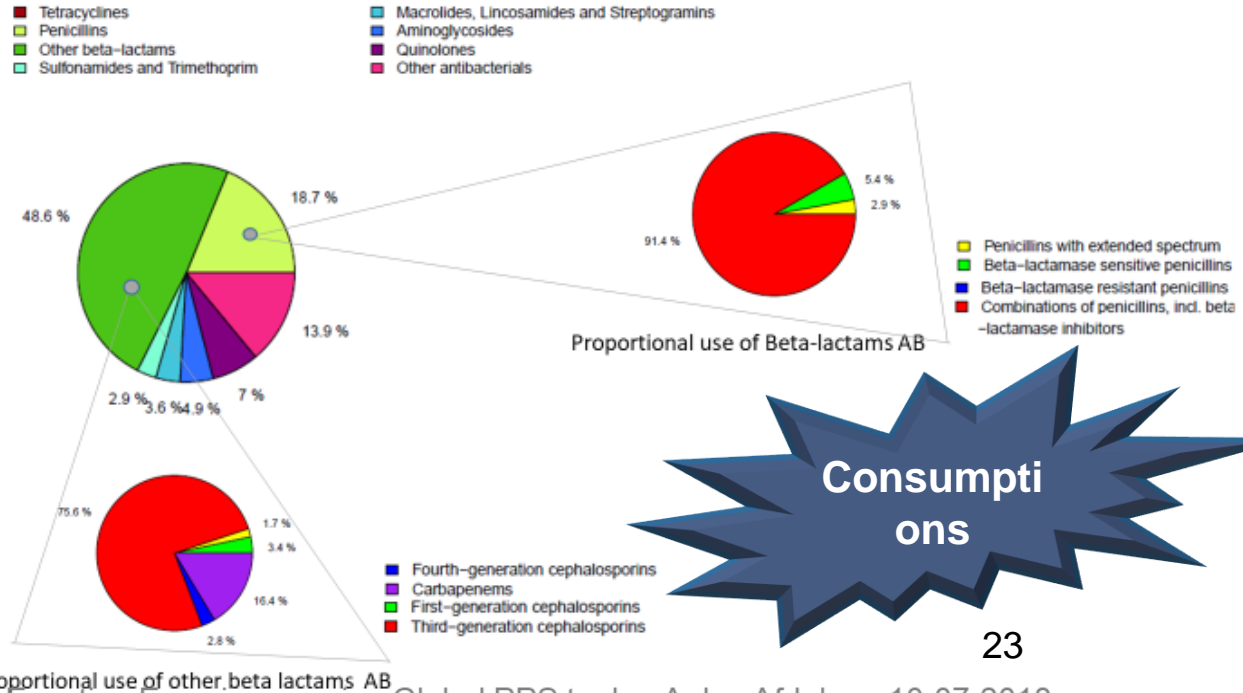 Tetracyclines
Penicillins
Other beta-lactams
Sulfonamides and Trimethoprim
Macrolides, Lincosamides and Streptogramins
Aminoglycosides
Quinolones
Other antibacterials
48.6 %
18.7 %
13.9 %
7 %
4.9 %
3.6 %
2.9 %
5.4 %
2.9 %
91.4 %
Penicillins with extended spectrum
Beta-lactamase sensitive penicillins
Beta-lactamase resistant penicillins
Combinations of penicillins, incl. beta
-lactamase inhibitors
Proportional use of Beta-lactams AB
Consumpti
ons
75.6 %
1.7 %
3.4 %
16.4 %
2.8 %
Fourth-generation cephalosporins
Carbapenems
First-generation cephalosporins
Third-generation cephalosporins
23
oportional use of other beta lactams AB